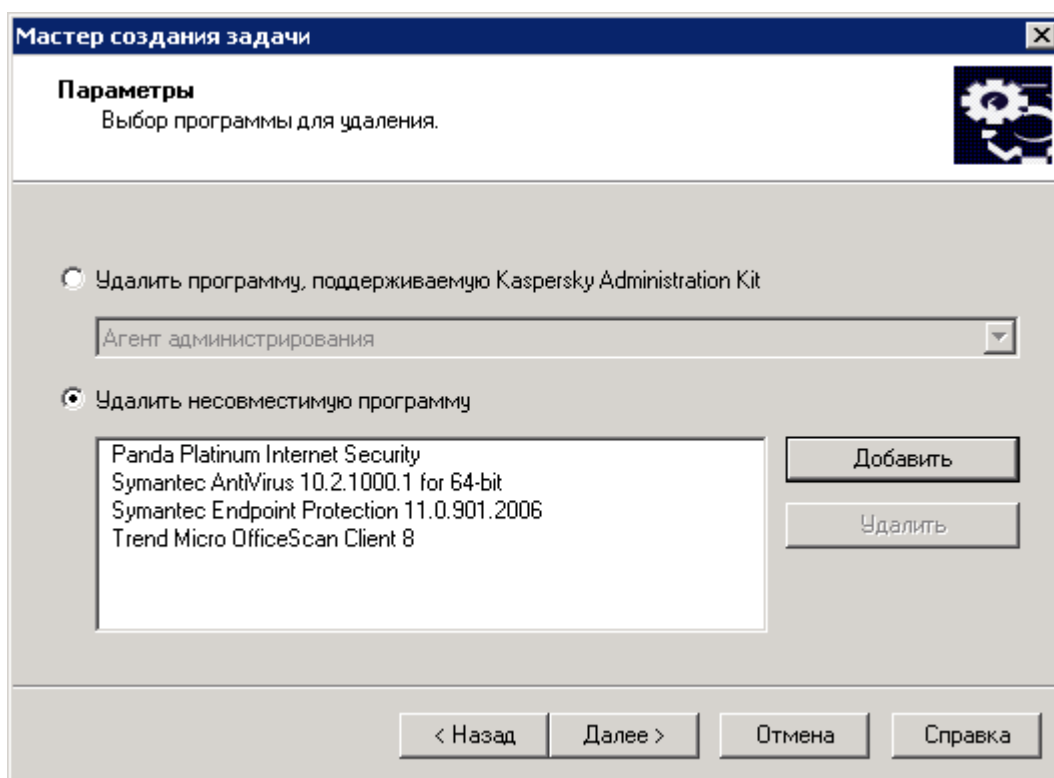 Мастер создания задачи
Параметры
Выбор программы для удаления.
Удалить программу, поддерживаемую Kaspersky Administration Kit
Агент администрирования
Удалить несовместимую программу
Panda Platinum Internet Security
Symantec AntiVirus 10.2.1000.1 for 64-bit
Symantec Endpoint Protection 11.0.901.2006
Trend Micro OfficeScan Client 8
Добавить
Удалить
< Назад
Далее >
Отмена
Справка